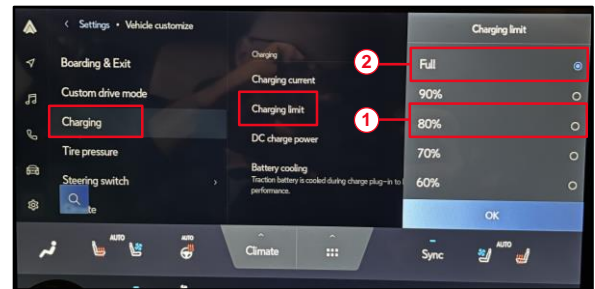 Settings • Vehicle customize
Boarding & Exit
Custom drive mode
Charging
Tire pressure
Steering switch
Charging
Charging current
Charging limit
DC charge power
Battery cooling
Traction battery is cooled during charge plug-in to
performance.
Charging limit
2
Full
90%
1
80%
70%
60%
OK
AUTO
AUTO
Climate
Sync
AUTO